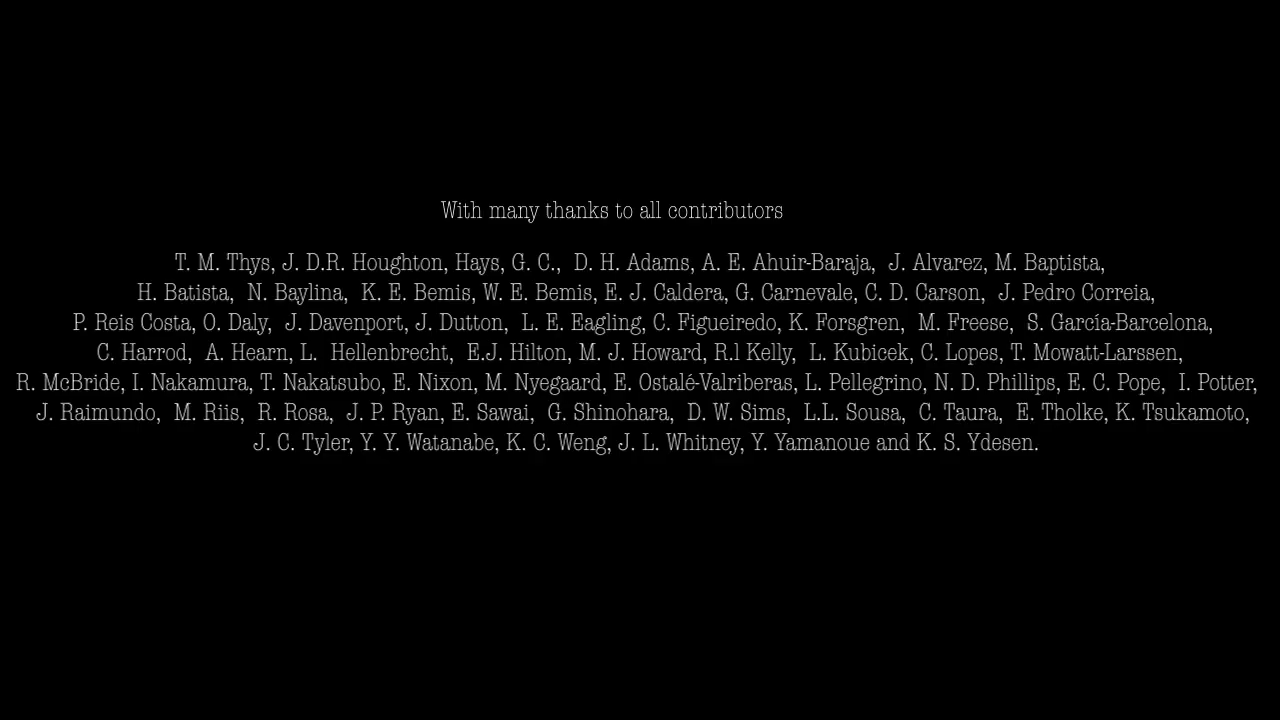 With many thanks to all contributors
T. M. Thys, J. D.R. Houghton, Hays, G. C.,  D. H. Adams, A. E. Ahuir-Baraja,  J. Alvarez, M. Baptista,
H. Batista,  N. Baylina,  K. E. Bemis, W. E. Bemis, E. J. Caldera, G. Carnevale, C. D. Carson,  J. Pedro Correia,
P. Reis Costa, O. Daly,  J. Davenport, J. Dutton,  L. E. Eagling, C. Figueiredo, K. Forsgren,  M. Freese,  S. García-Barcelona,
C. Harrod,  A. Hearn, L.  Hellenbrecht,  E.J. Hilton, M. J. Howard, R.l Kelly,  L. Kubicek, C. Lopes, T. Mowatt-Larssen,
R. McBride, I. Nakamura, T. Nakatsubo, E. Nixon, M. Nyegaard, E. Ostalé-Valriberas, L. Pellegrino, N. D. Phillips, E. C. Pope,  I. Potter,
J. Raimundo,  M. Riis,  R. Rosa,  J. P. Ryan, E. Sawai,  G. Shinohara,  D. W. Sims,  L.L. Sousa,  C. Taura,  E. Tholke, K. Tsukamoto,
J. C. Tyler, Y. Y. Watanabe, K. C. Weng, J. L. Whitney, Y. Yamanoue and K. S. Ydesen.